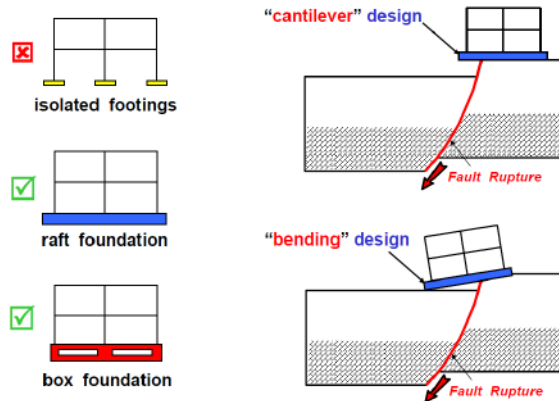 isolated footings
raft foundation
box foundation
“cantilever” design
Fault Rupture
“bending” design
Fault Rupture